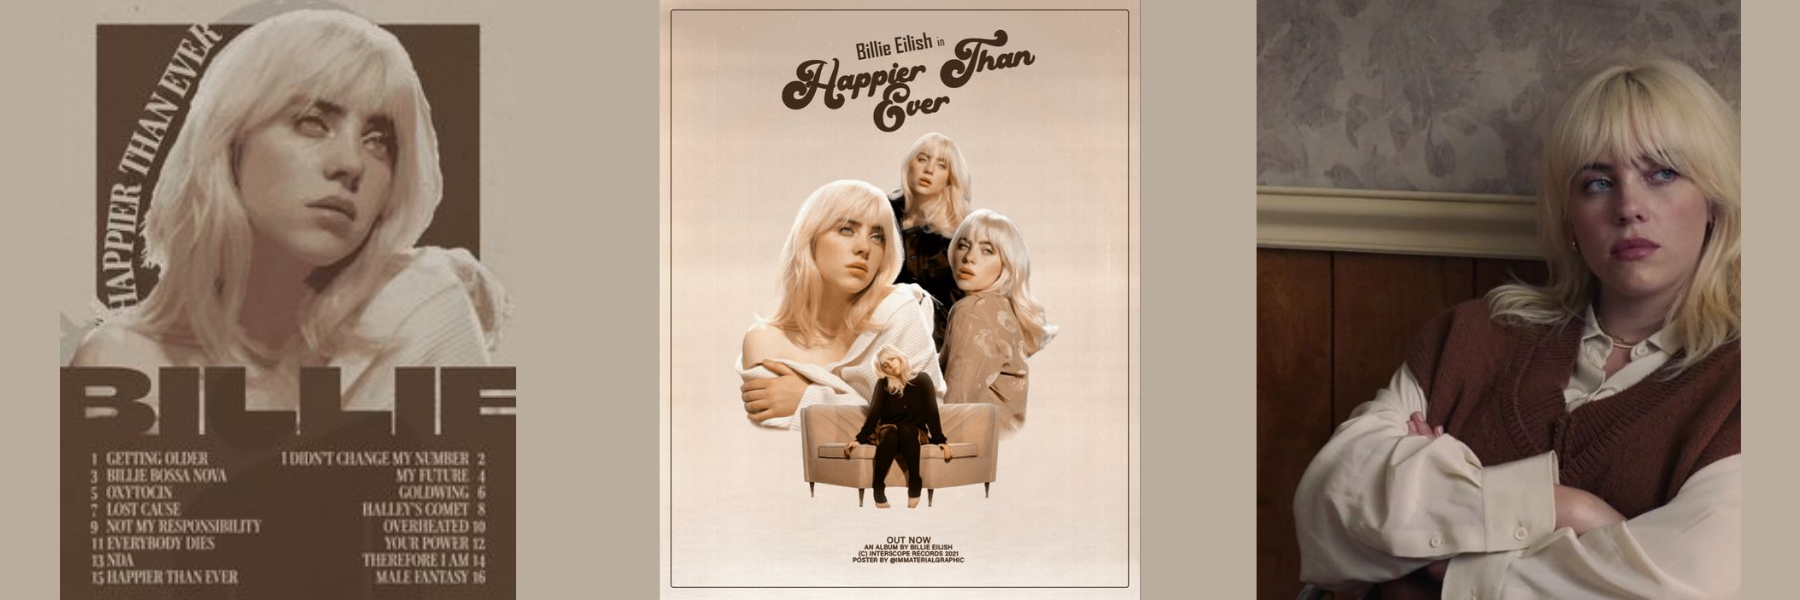 HAPPIER THAN EVER
BILLIE
1 GETTING OLDER I DIDN'T CHANGE MY NUMBER 2
3 BILLIE BOSSA NOVA MY FUTURE 4
5 OXYTOCIN GOLDWING 6
7 LOST CAUSE HALLEY'S COMET 8
9 NOT MY RESPONSIBILITY OVERHEATED 10
11 EVERYBODY DIES YOUR POWER 12
13 NDA THEREFORE I AM 14
15 HAPPIER THAN EVER MALE FANTASY 16
Billie Eilish in
Happier Than
Ever
OUT NOW
AN ALBUM BY BILLIE EILISH
(C) INTERSCOPE RECORDS 2021
POSTER BY @IMMATERIALGRAPHIC